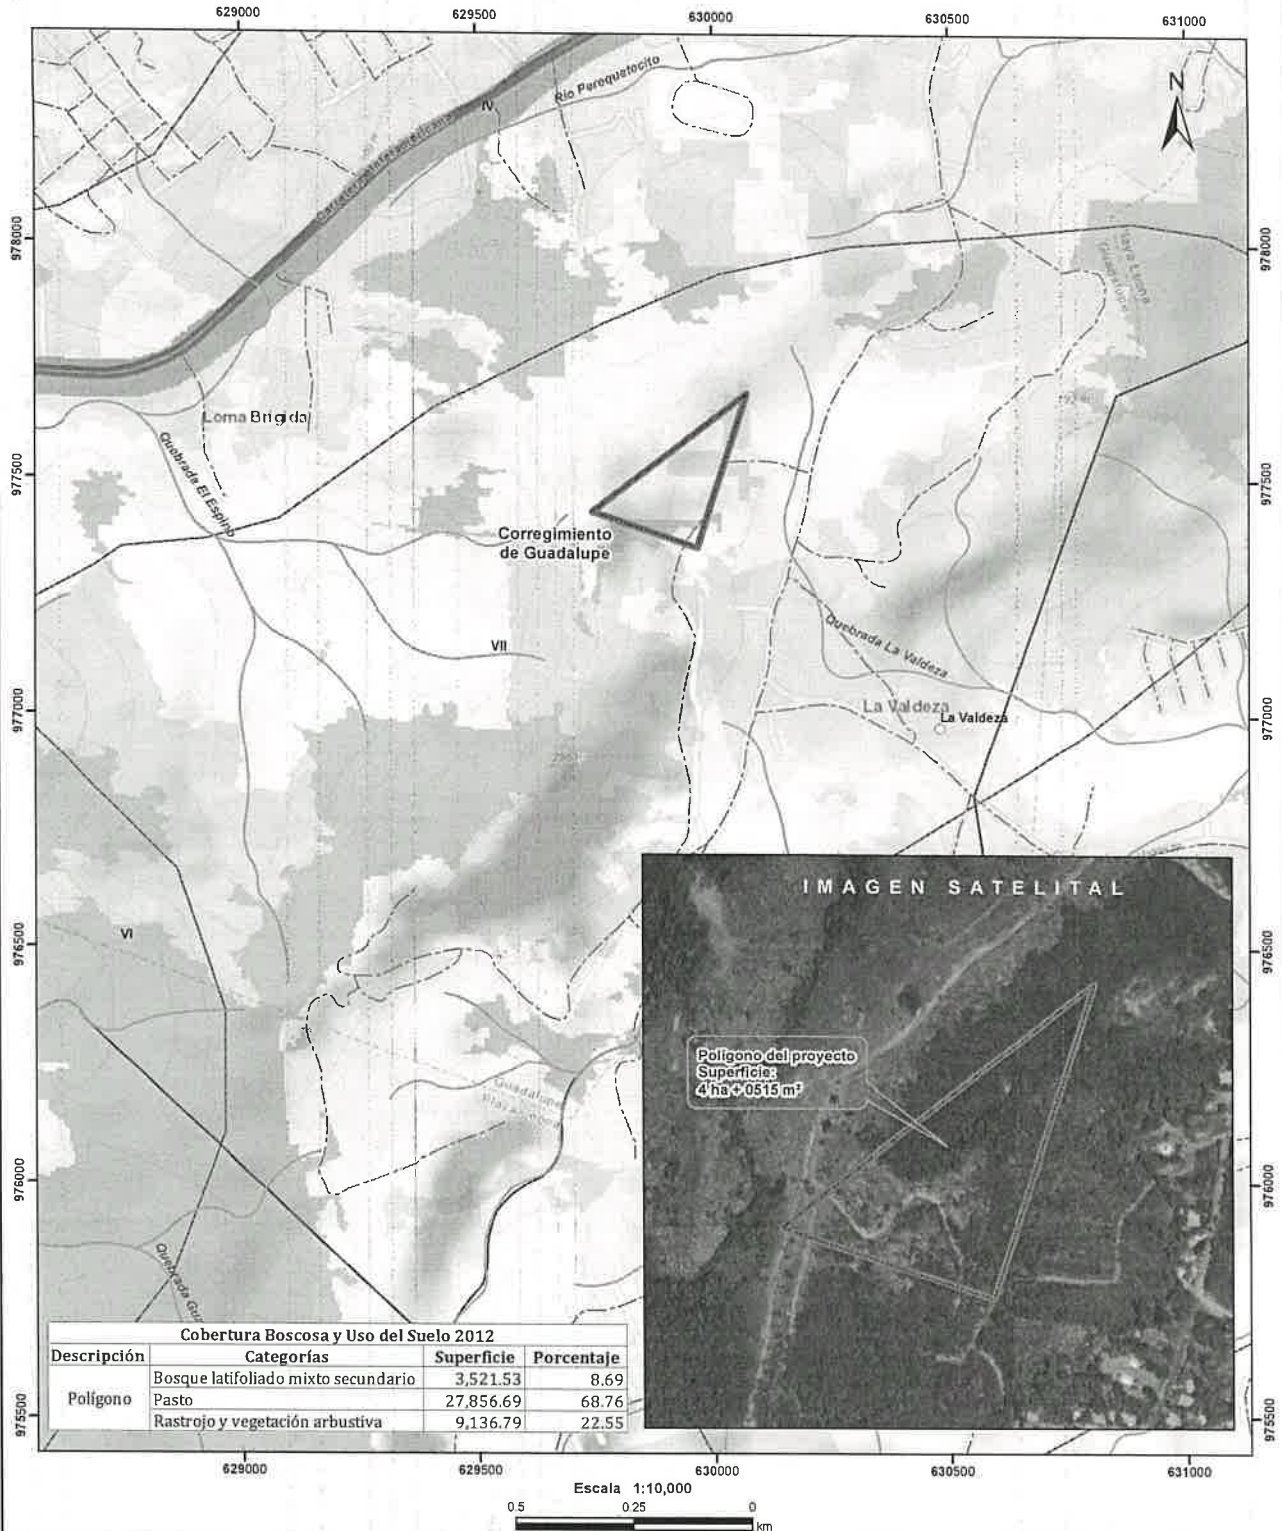 629000 629500 630000 630500 631000
N
Río Perequetecito
IV
Carretera Interamericana
978000
978000
Loma Brígida
Quebrada El Espino
977500
977500
Corregimiento
de Guadalupe
VII
Quebrada La Valdeza
La Valdeza
La Valdeza
977000
977000
IMAGEN SATELITAL
976500
976500
VI
Polígono del proyecto
Superficie:
4 ha + 0515 m²
Guadalupe
976000
976000
Quebrada
Cobertura Boscosa y Uso del Suelo 2012
Descripción Categorías Superficie Porcentaje
Polígono
Bosque latifoliado mixto secundario 3,521.53 8.69
Pasto 27,856.69 68.76
Rastrojo y vegetación arbustiva 9,136.79 22.55
975500
975500
629000 629500 630000 630500 631000
Escala 1:10,000
0.5 0.25 0
km